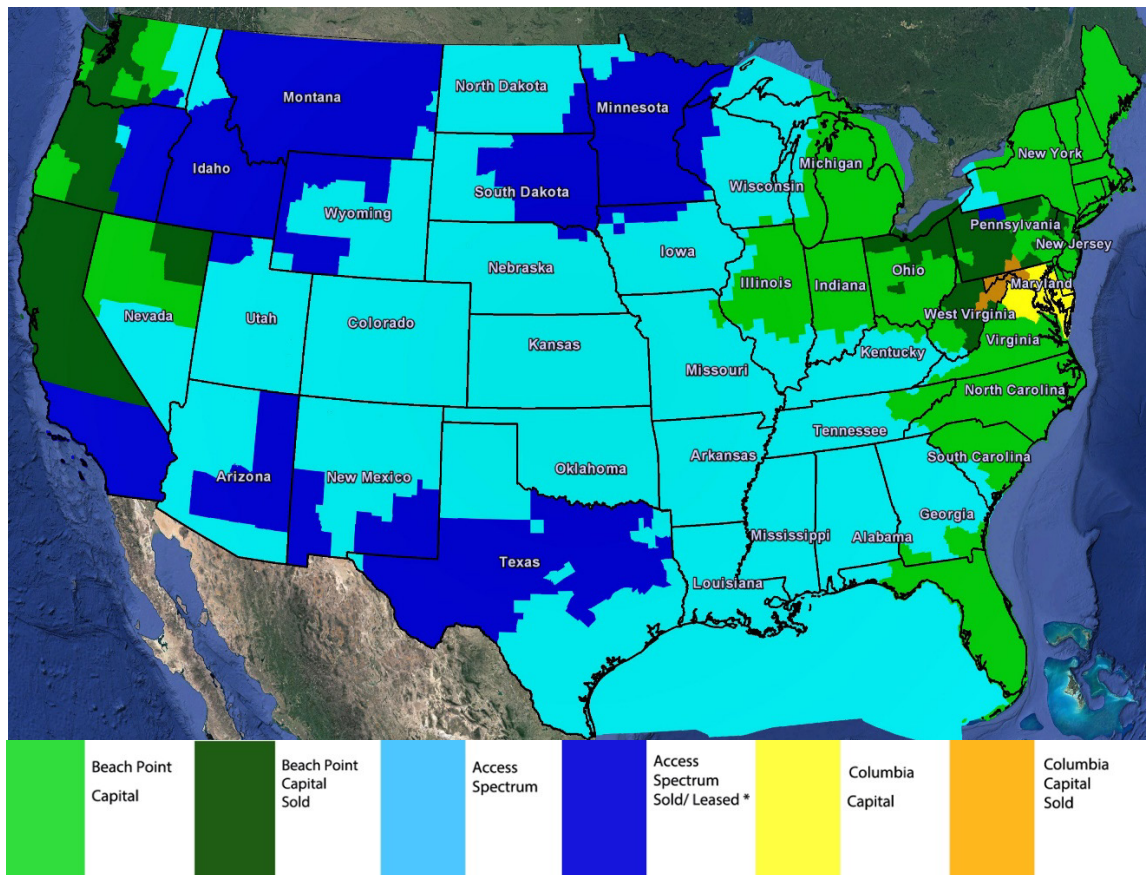 Montana
North Dakota
Minnesota
Idaho
Wyoming
South Dakota
Wisconsin
Michigan
New York
Pennsylvania
New Jersey
Iowa
Nebraska
Illinois
Indiana
Ohio
Maryland
West Virginia
Virginia
Nevada
Utah
Colorado
Kansas
Missouri
Kentucky
North Carolina
Tennessee
Arizona
New Mexico
Oklahoma
Arkansas
South Carolina
Georgia
Mississippi
Alabama
Texas
Louisiana
Beach Point
Capital
Beach Point
Capital
Sold
Access
Spectrum
Access
Spectrum
Sold/ Leased *
Columbia
Capital
Columbia
Capital
Sold